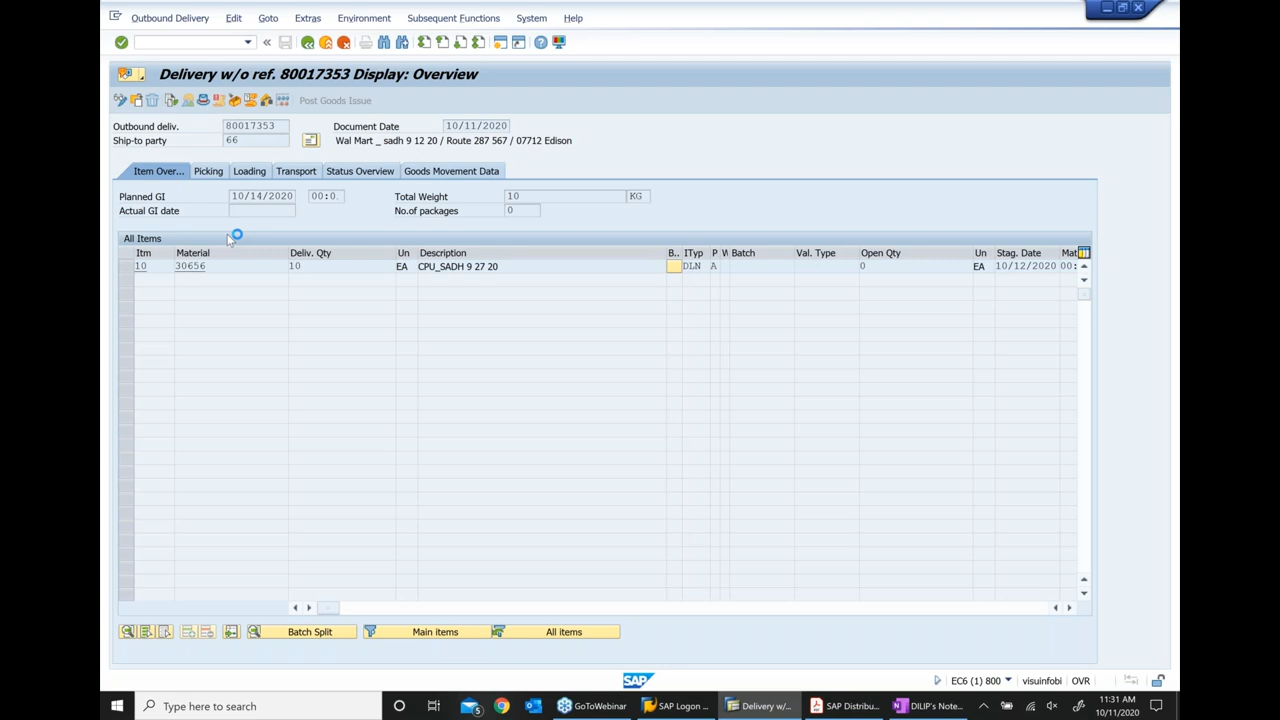 Outbound Delivery Edit Goto Extras Environment Subsequent Functions System Help
Delivery w/o ref. 80017353 Display: Overview
Post Goods Issue
Outbound deliv. 80017353 Document Date 10/11/2020
Ship-to party 66 Wal Mart _ sadh 9 12 20 / Route 287 567 / 07712 Edison
Item Over... Picking Loading Transport Status Overview Goods Movement Data
Planned GI 10/14/2020 00:0. Total Weight 10 KG
Actual GI date No.of packages 0
All Items
Itm Material Deliv. Qty Un Description B.. ITyp P W Batch Val. Type Open Qty Un Stag. Date Mat
10 30656 10 EA CPU_SADH 9 27 20 DLN A 0 EA 10/12/2020 00:
Batch Split Main items All items
SAP EC6 (1) 800 visuinfobi OVR
Type here to search 5 GoToWebinar SAP Logon ... Delivery w/... SAP Distribu... DILIP's Note... 11:31 AM
10/11/2020